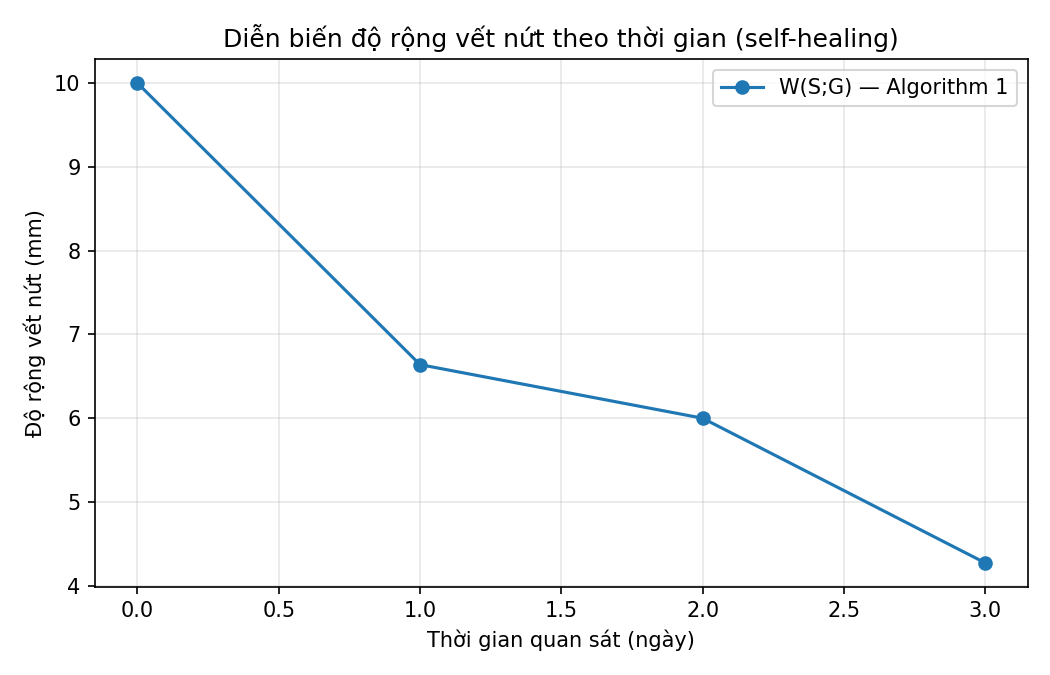 Diễn biến độ rộng vết nứt theo thời gian (self-healing)
W(S;G) — Algorithm 1
Độ rộng vết nứt (mm)
10
9
8
7
6
5
4
0.0 0.5 1.0 1.5 2.0 2.5 3.0
Thời gian quan sát (ngày)